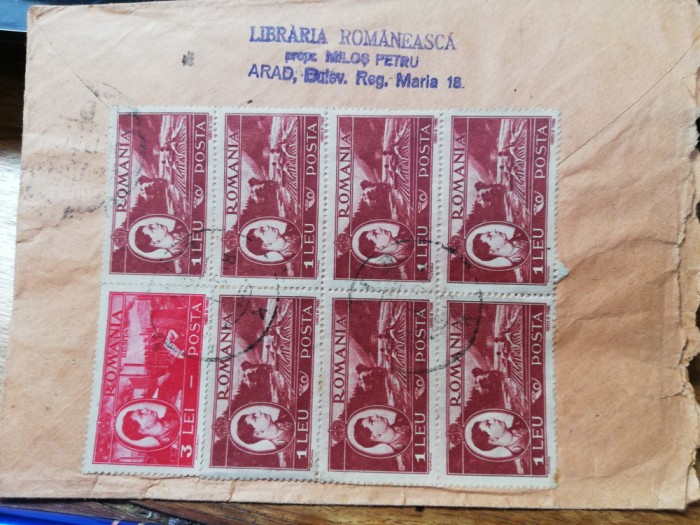 LIBRĂRIA ROMÂNEASCĂ
propr. MILOȘ PETRU
ARAD, Bulev. Reg. Maria 18.
ROMANIA
POSTA
1 LEU
ROMANIA
POSTA
1 LEU
ROMANIA
POSTA
1 LEU
ROMANIA
POSTA
1 LEU
ROMANIA
POSTA
3 LEI
ROMANIA
POSTA
1 LEU
ROMANIA
POSTA
1 LEU
ROMANIA
POSTA
1 LEU